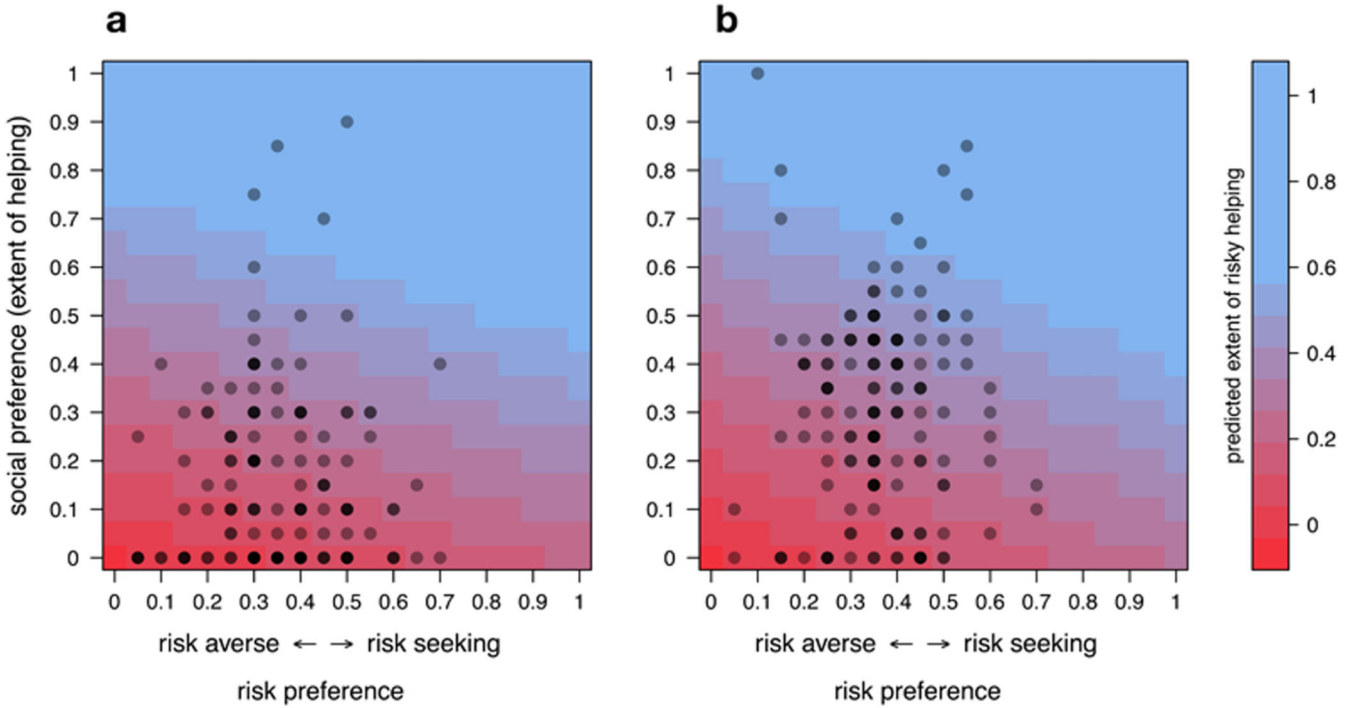 a
b
social preference (extent of helping)
1
0.9
0.8
0.7
0.6
0.5
0.4
0.3
0.2
0.1
0
0 0.1 0.2 0.3 0.4 0.5 0.6 0.7 0.8 0.9 1
risk averse ← → risk seeking
risk preference
1
0.9
0.8
0.7
0.6
0.5
0.4
0.3
0.2
0.1
0
0 0.1 0.2 0.3 0.4 0.5 0.6 0.7 0.8 0.9 1
risk averse ← → risk seeking
risk preference
predicted extent of risky helping
1
0.8
0.6
0.4
0.2
0